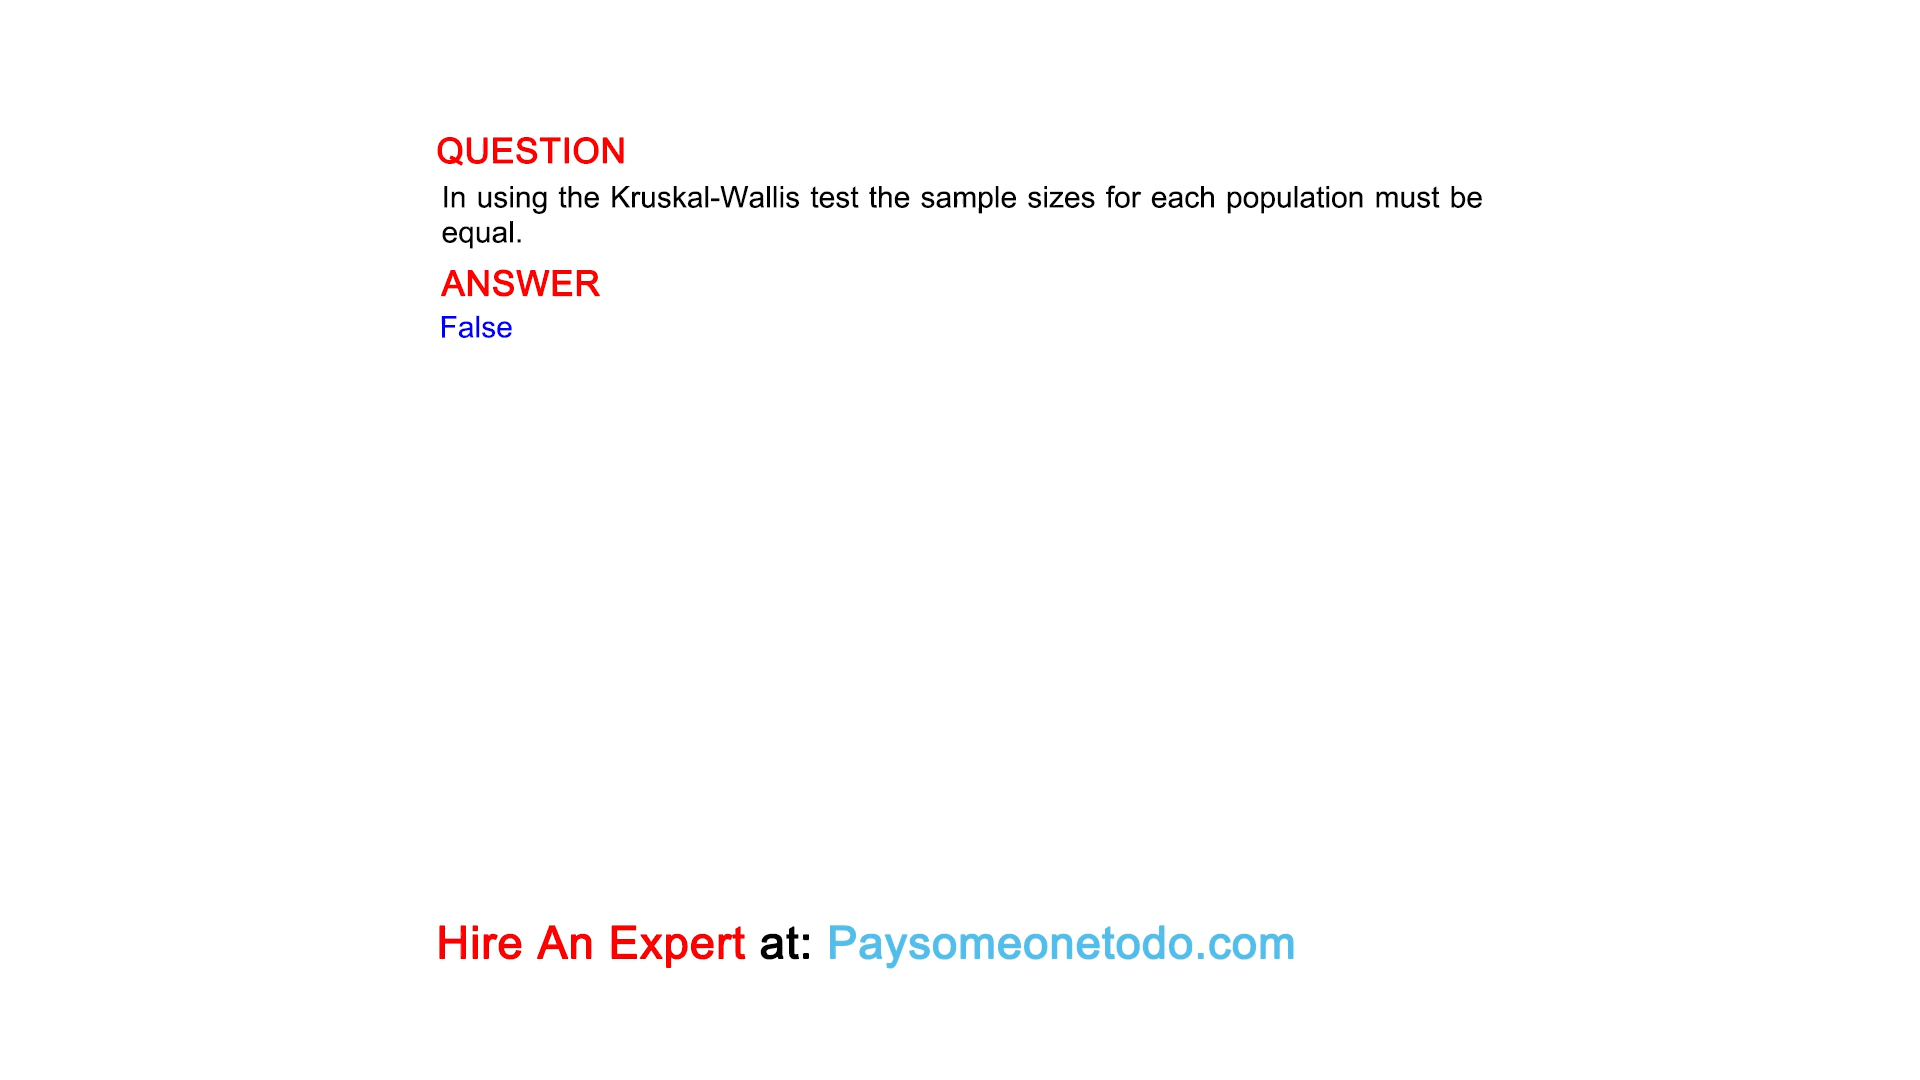 QUESTION
In using the Kruskal-Wallis test the sample sizes for each population must be
equal.
ANSWER
False
Hire An Expert at: Paysomeonetodo.com